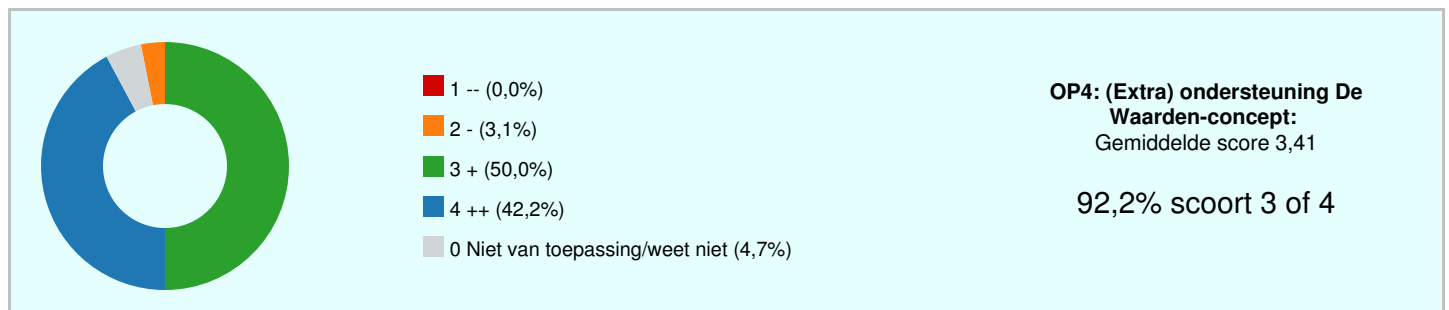 1 -- (0,0%)
2 - (3,1%)
3 + (50,0%)
4 ++ (42,2%)
0 Niet van toepassing/weet niet (4,7%)
OP4: (Extra) ondersteuning De
Waarden-concept:
Gemiddelde score 3,41
92,2% scoort 3 of 4